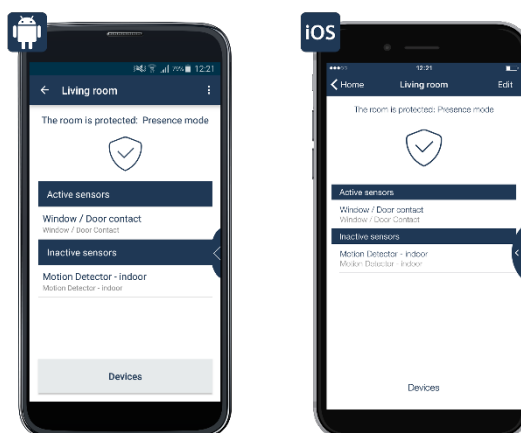 iOS
79% 12:21
Living room
The room is protected: Presence mode
Active sensors
Window / Door contact
Window / Door Contact
Inactive sensors
Motion Detector - indoor
Motion Detector - indoor
Devices
12:21
Home Living room Edit
The room is protected: Presence mode
Active sensors
Window / Door contact
Window / Door Contact
Inactive sensors
Motion Detector - indoor
Motion Detector - indoor
Devices